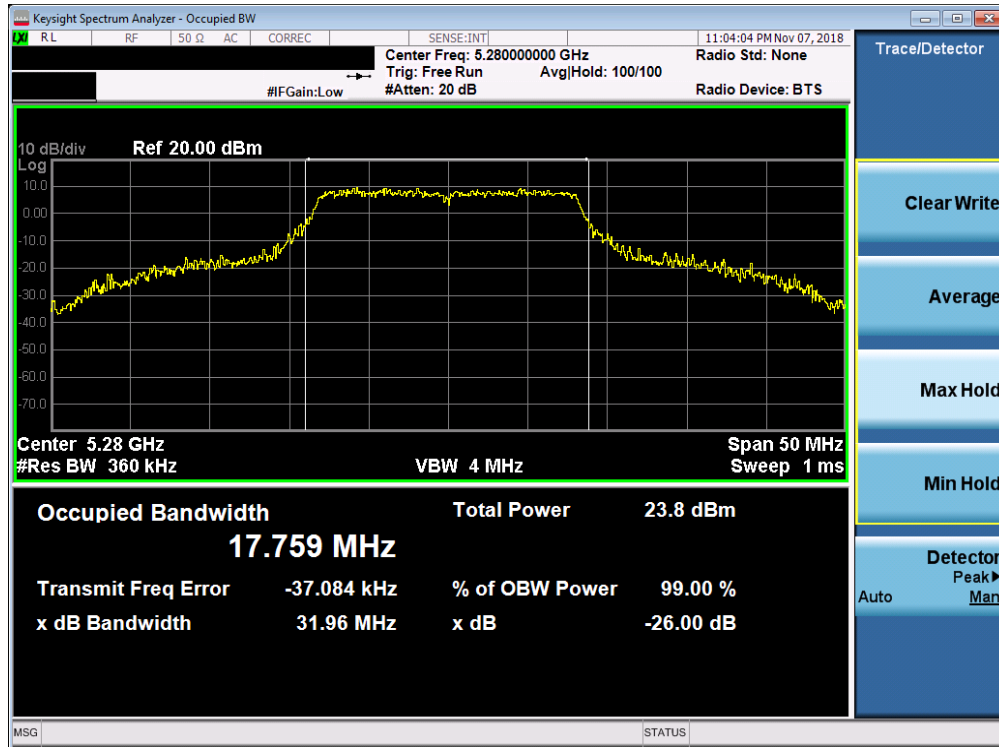 Keysight Spectrum Analyzer - Occupied BW
LXI RL RF 50 Ω AC CORREC SENSE:INT 11:04:04 PM Nov 07, 2018
Center Freq: 5.280000000 GHz Radio Std: None
Trig: Free Run Avg|Hold: 100/100
#IFGain:Low #Atten: 20 dB Radio Device: BTS
Trace/Detector
10 dB/div Ref 20.00 dBm
Log
10.0
0.00
-10.0
-20.0
-30.0
-40.0
-50.0
-60.0
-70.0
Center 5.28 GHz Span 50 MHz
#Res BW 360 kHz VBW 4 MHz Sweep 1 ms
Occupied Bandwidth Total Power 23.8 dBm
17.759 MHz
Transmit Freq Error -37.084 kHz % of OBW Power 99.00 %
x dB Bandwidth 31.96 MHz x dB -26.00 dB
Clear Write
Average
Max Hold
Min Hold
Detector
Peak▶
Auto Man
MSG STATUS